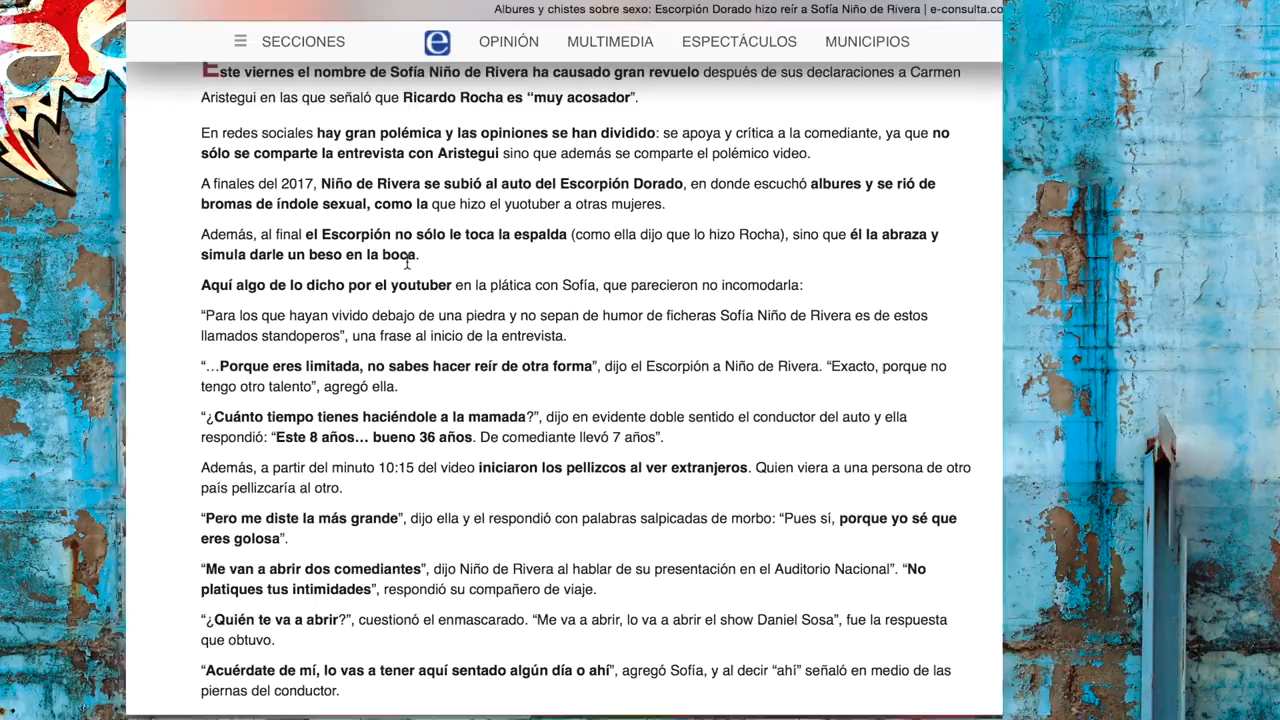 Albures y chistes sobre sexo: Escorpión Dorado hizo reír a Sofía Niño de Rivera | e-consulta.co
SECCIONES e OPINIÓN MULTIMEDIA ESPECTÁCULOS MUNICIPIOS
Este viernes el nombre de Sofía Niño de Rivera ha causado gran revuelo después de sus declaraciones a Carmen
Aristegui en las que señaló que Ricardo Rocha es “muy acosador”.
En redes sociales hay gran polémica y las opiniones se han dividido: se apoya y crítica a la comediante, ya que no
sólo se comparte la entrevista con Aristegui sino que además se comparte el polémico video.
A finales del 2017, Niño de Rivera se subió al auto del Escorpión Dorado, en donde escuchó albures y se rió de
bromas de índole sexual, como la que hizo el yuotuber a otras mujeres.
Además, al final el Escorpión no sólo le toca la espalda (como ella dijo que lo hizo Rocha), sino que él la abraza y
simula darle un beso en la boca.
Aquí algo de lo dicho por el youtuber en la plática con Sofía, que parecieron no incomodarla:
“Para los que hayan vivido debajo de una piedra y no sepan de humor de ficheras Sofía Niño de Rivera es de estos
llamados standoperos”, una frase al inicio de la entrevista.
“…Porque eres limitada, no sabes hacer reír de otra forma”, dijo el Escorpión a Niño de Rivera. “Exacto, porque no
tengo otro talento”, agregó ella.
“¿Cuánto tiempo tienes haciéndole a la mamada?”, dijo en evidente doble sentido el conductor del auto y ella
respondió: “Este 8 años… bueno 36 años. De comediante llevó 7 años”.
Además, a partir del minuto 10:15 del video iniciaron los pellizcos al ver extranjeros. Quien viera a una persona de otro
país pellizcaría al otro.
“Pero me diste la más grande”, dijo ella y el respondió con palabras salpicadas de morbo: “Pues sí, porque yo sé que
eres golosa”.
“Me van a abrir dos comediantes”, dijo Niño de Rivera al hablar de su presentación en el Auditorio Nacional”. “No
platiques tus intimidades”, respondió su compañero de viaje.
“¿Quién te va a abrir?”, cuestionó el enmascarado. “Me va a abrir, lo va a abrir el show Daniel Sosa”, fue la respuesta
que obtuvo.
“Acuérdate de mí, lo vas a tener aquí sentado algún día o ahí”, agregó Sofía, y al decir “ahí” señaló en medio de las
piernas del conductor.